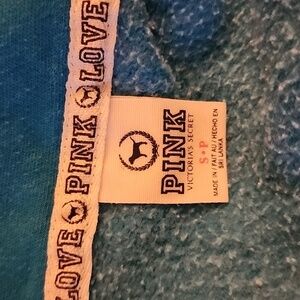 LOVE PINK LOVE
PINK
VICTORIA'S SECRET
S • P
MADE IN / FAIT AU / HECHO EN
SRI LANKA